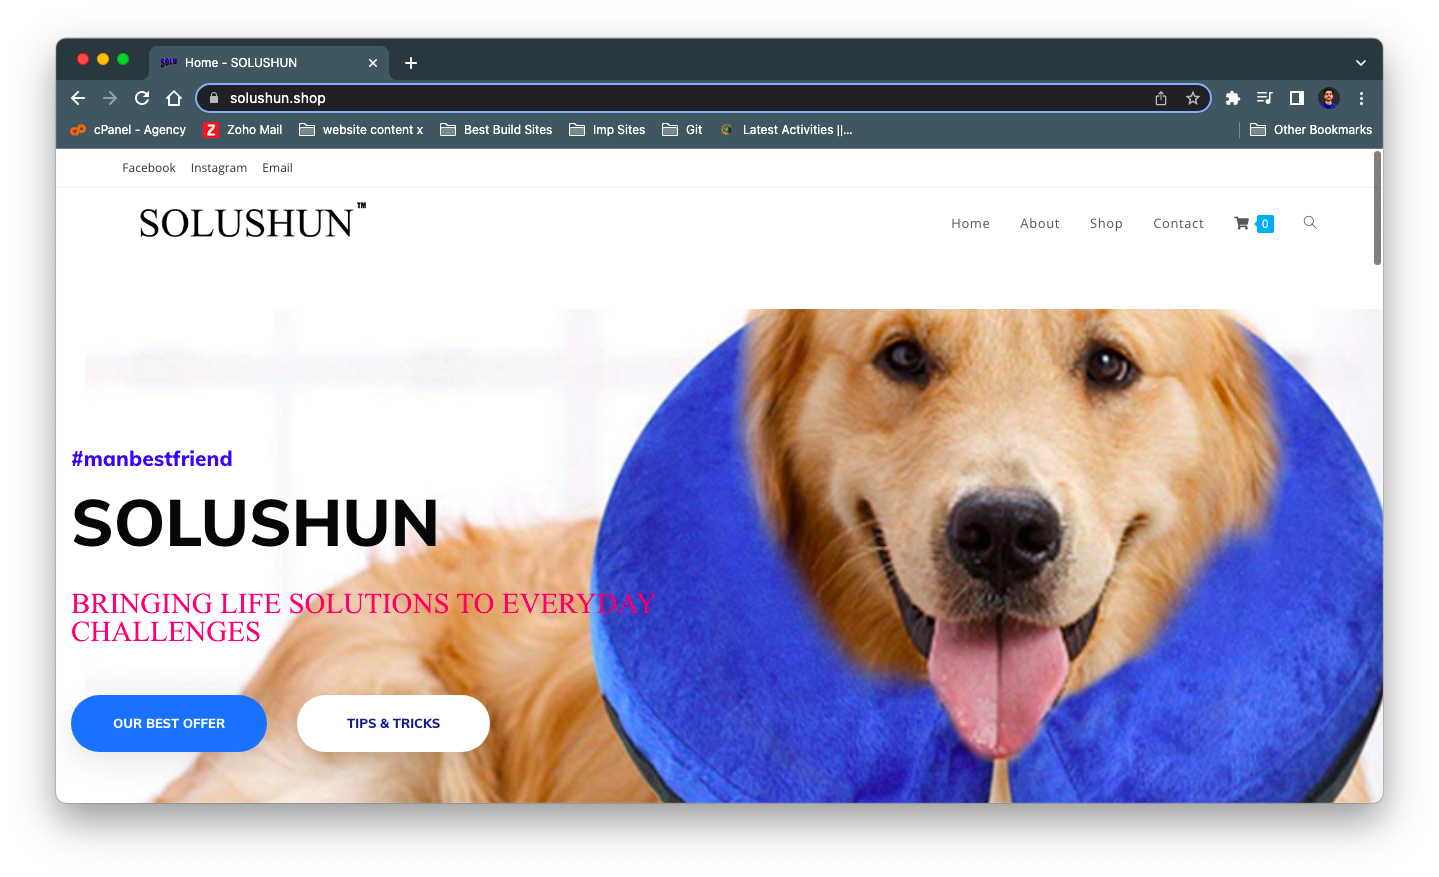 SOLU Home - SOLUSHUN
solushun.shop
cP cPanel - Agency Z Zoho Mail website content x Best Build Sites Imp Sites Git Latest Activities ||... Other Bookmarks
Facebook Instagram Email
SOLUSHUN™
Home About Shop Contact 0
#manbestfriend
SOLUSHUN
BRINGING LIFE SOLUTIONS TO EVERYDAY
CHALLENGES
OUR BEST OFFER TIPS & TRICKS